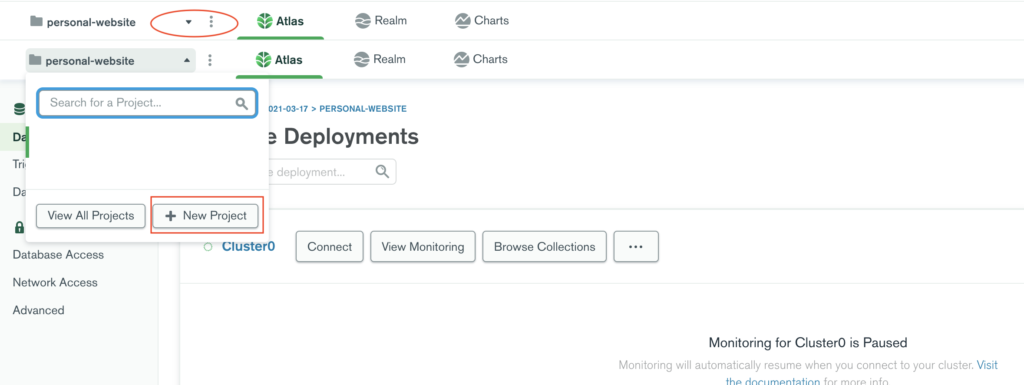 personal-website
Atlas
Realm
Charts
personal-website
Atlas
Realm
Charts
Search for a Project...
021-03-17 > PERSONAL-WEBSITE
Da
e Deployments
Tri
e deployment...
Da
View All Projects
+ New Project
Cluster0
Connect
View Monitoring
Browse Collections
...
Database Access
Network Access
Advanced
Monitoring for Cluster0 is Paused
Monitoring will automatically resume when you connect to your cluster. Visit
the documentation for more info